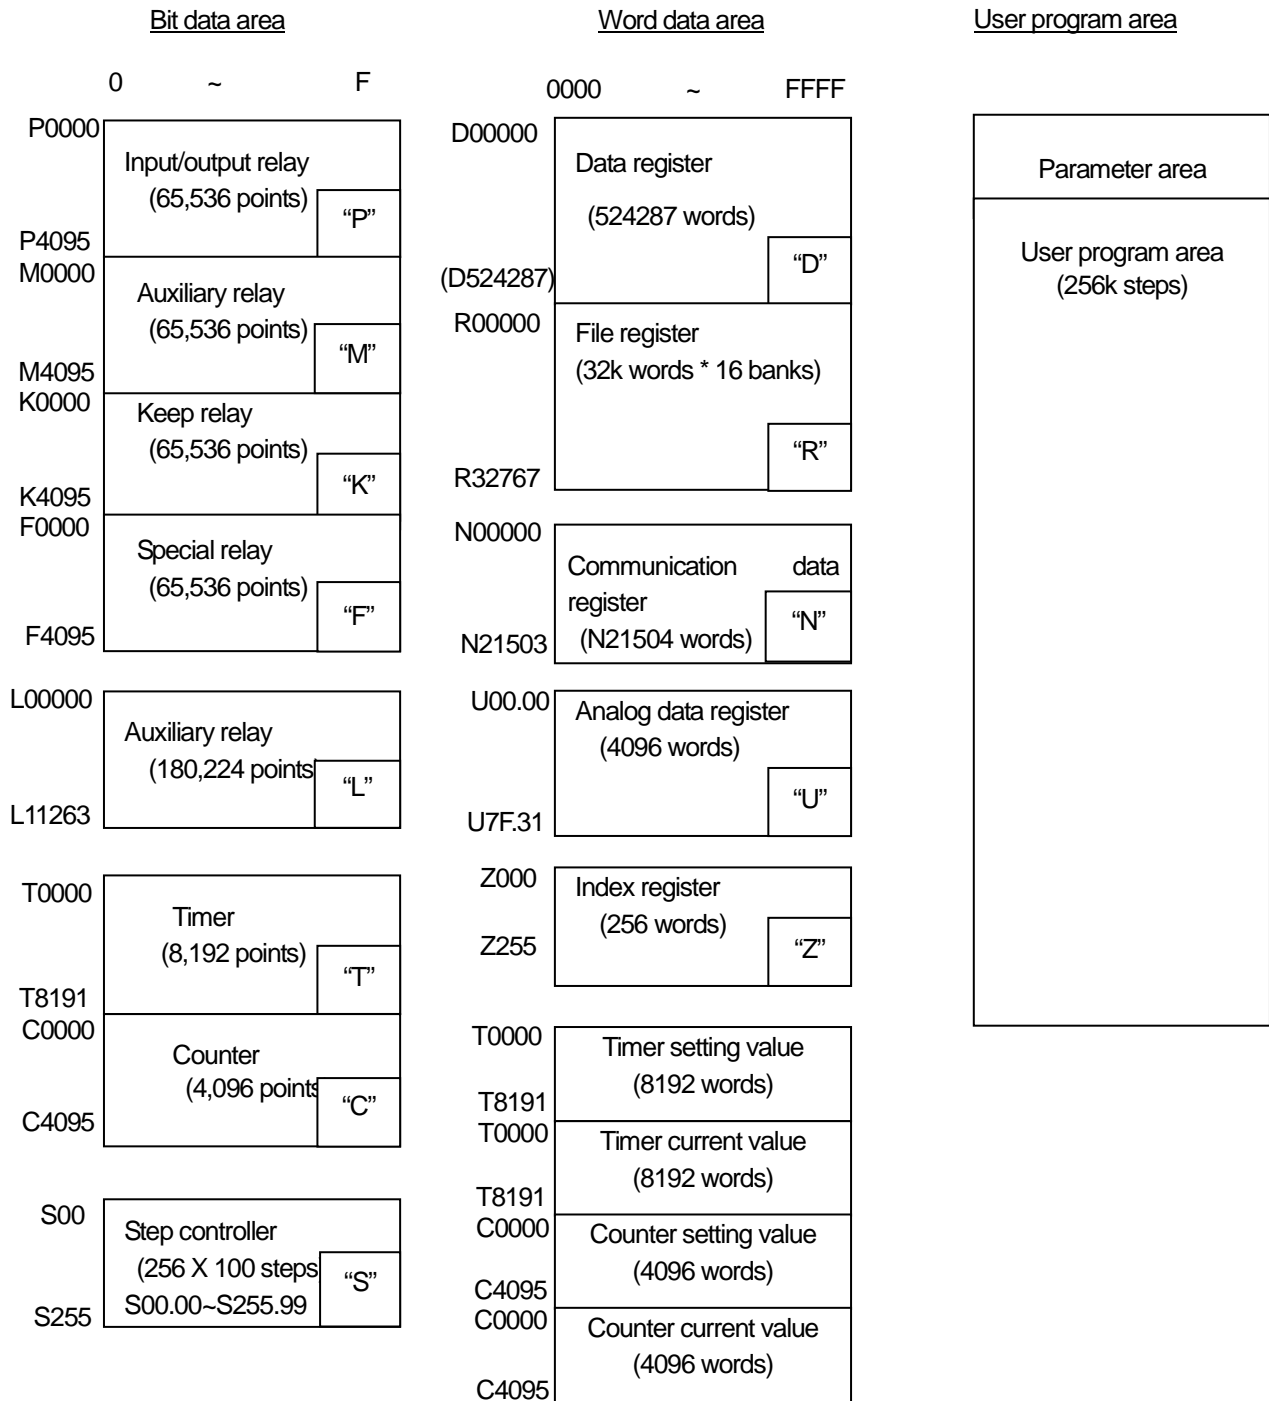 Bit data area
0 ~ F
P0000
Input/output relay
(65,536 points)
“P”
P4095
M0000
Auxiliary relay
(65,536 points)
“M”
M4095
K0000
Keep relay
(65,536 points)
“K”
K4095
F0000
Special relay
(65,536 points)
“F”
F4095
L00000
Auxiliary relay
(180,224 points
“L”
L11263
T0000
Timer
(8,192 points)
“T”
T8191
C0000
Counter
(4,096 points
“C”
C4095
S00
Step controller
(256 X 100 steps
“S”
S00.00~S255.99
S255
Word data area
0000 ~ FFFF
D00000
Data register
(524287 words)
“D”
(D524287)
R00000
File register
(32k words * 16 banks)
“R”
R32767
N00000
Communication data
register
“N”
(N21504 words)
N21503
U00.00
Analog data register
(4096 words)
“U”
U7F.31
Z000
Index register
(256 words)
“Z”
Z255
T0000
Timer setting value
(8192 words)
T8191
T0000
Timer current value
(8192 words)
T8191
C0000
Counter setting value
(4096 words)
C4095
C0000
Counter current value
(4096 words)
C4095
User program area
Parameter area
User program area
(256k steps)